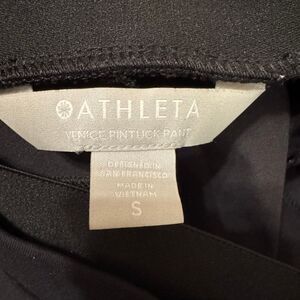 ATHLETA
VENICE PINTUCK PANT
DESIGNED IN
SAN FRANCISCO
MADE IN
VIETNAM
S